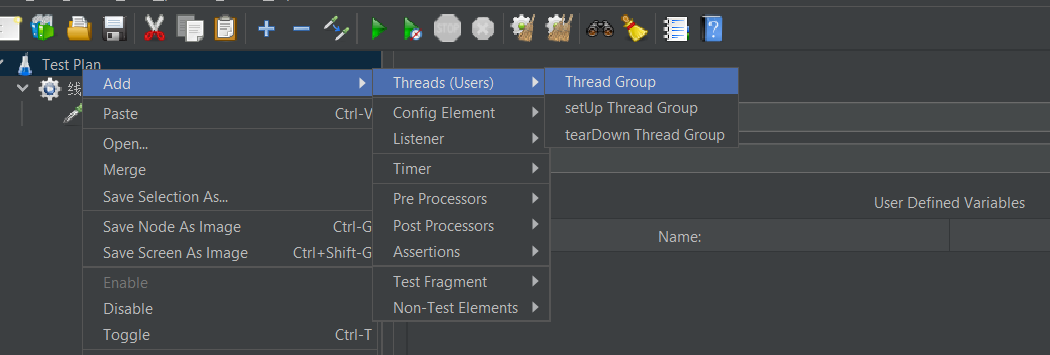 Test Plan
线
Add
Paste Ctrl-V
Open...
Merge
Save Selection As...
Save Node As Image Ctrl-G
Save Screen As Image Ctrl+Shift-G
Enable
Disable
Toggle Ctrl-T
Threads (Users)
Config Element
Listener
Timer
Pre Processors
Post Processors
Assertions
Test Fragment
Non-Test Elements
Thread Group
setUp Thread Group
tearDown Thread Group
User Defined Variables
Name: